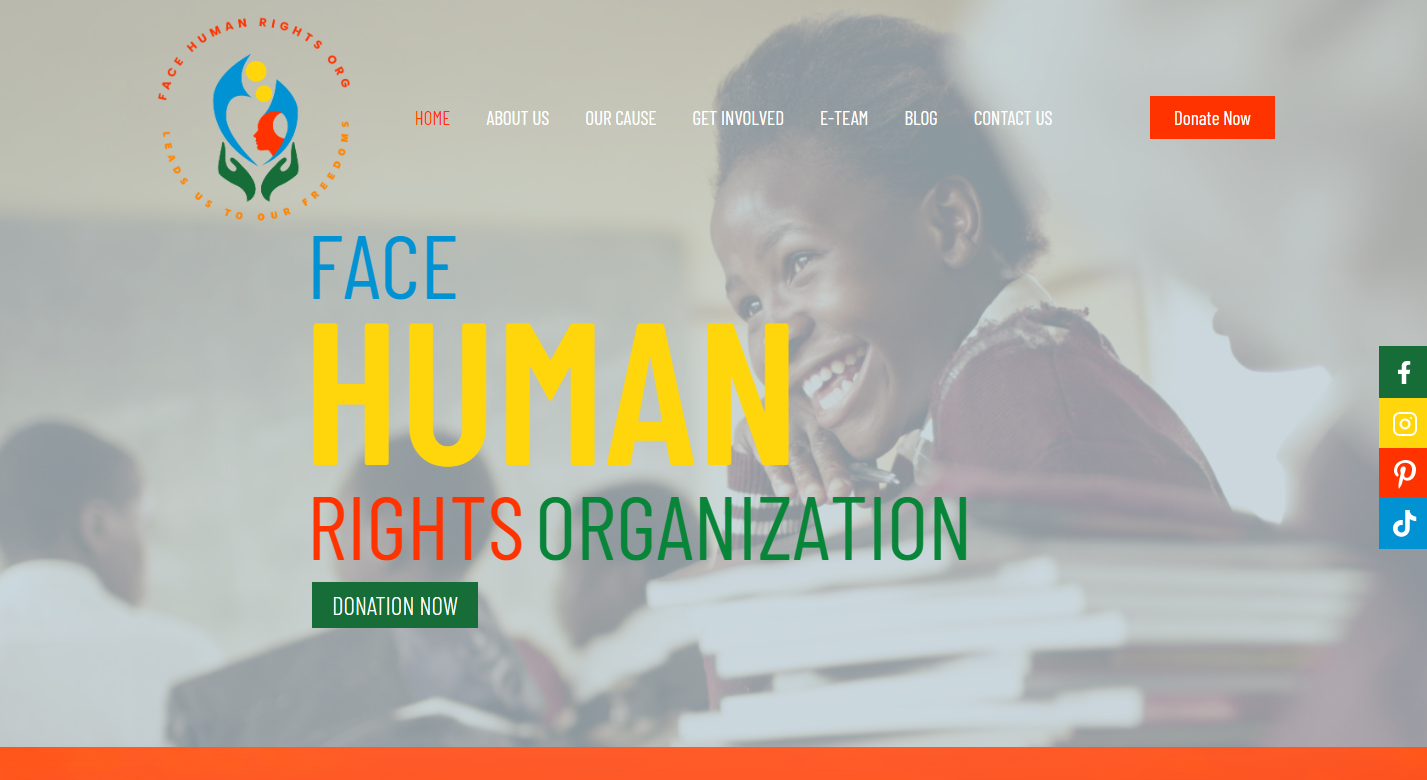 FACE HUMAN RIGHTS ORG
LEADS US TO OUR FREEDOMS
HOME ABOUT US OUR CAUSE GET INVOLVED E-TEAM BLOG CONTACT US Donate Now
FACE
HUMAN
RIGHTS ORGANIZATION
DONATION NOW